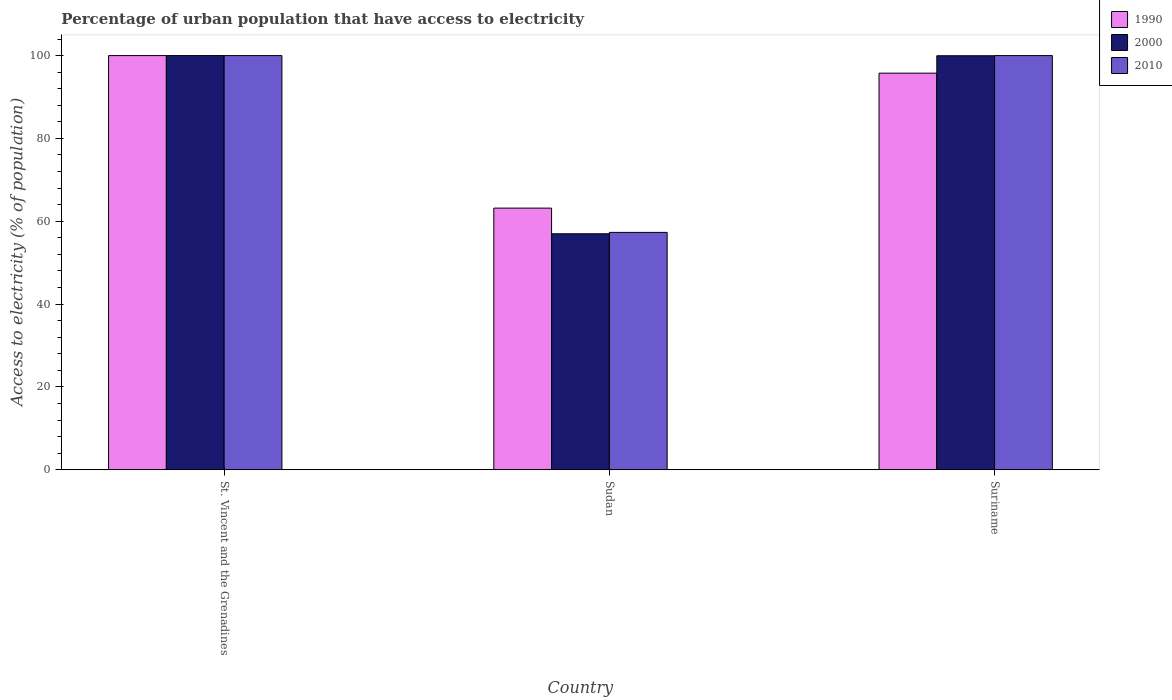 Percentage of urban population that have access to electricity
1990
2000
2010
Access to electricity (% of population)
100
80
60
40
20
0
St. Vincent and the Grenadines
Sudan
Suriname
Country